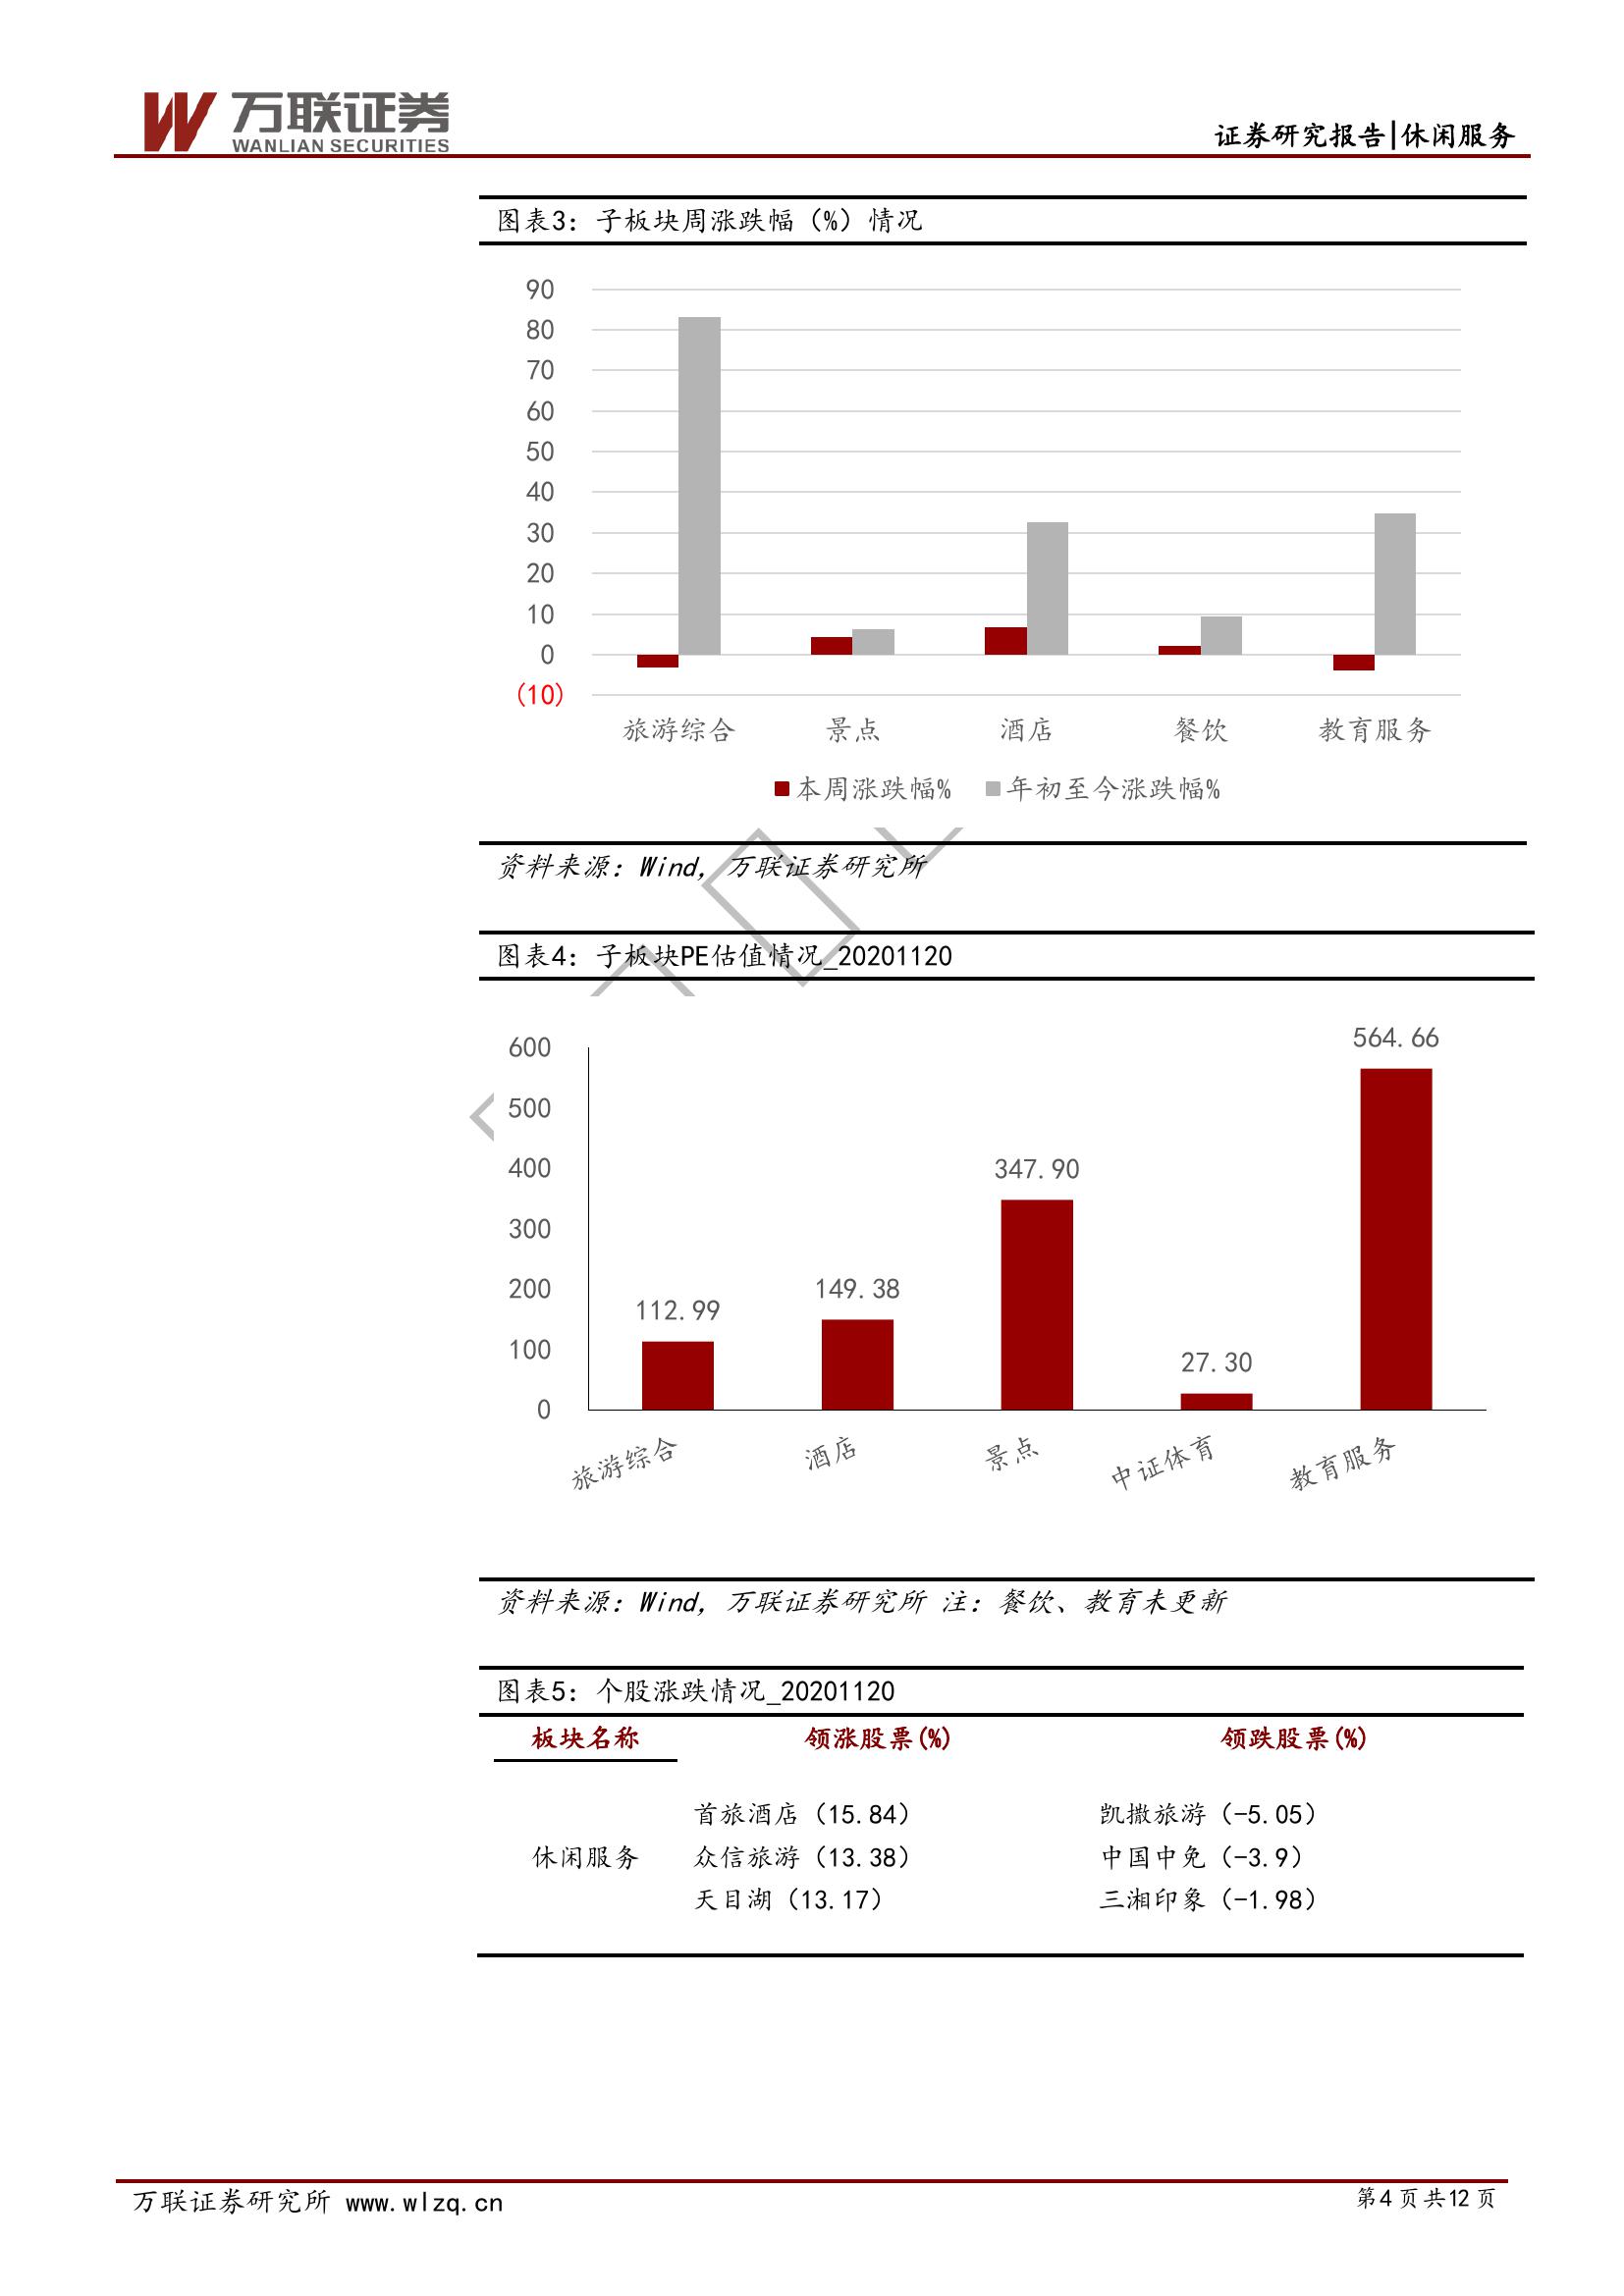 万联证券
WANLIAN SECURITIES
证券研究报告|休闲服务
图表3：子板块周涨跌幅（%）情况
90
80
70
60
50
40
30
20
10
0
(10)
旅游综合 景点 酒店 餐饮 教育服务
本周涨跌幅% 年初至今涨跌幅%
资料来源：Wind，万联证券研究所
图表4：子板块PE估值情况_20201120
600
500
400
300
200
100
0
112.99
149.38
347.90
27.30
564.66
旅游综合 酒店 景点 中证体育 教育服务
资料来源：Wind，万联证券研究所 注：餐饮、教育未更新
图表5：个股涨跌情况_20201120
板块名称 领涨股票(%) 领跌股票(%)
首旅酒店（15.84） 凯撒旅游（-5.05）
休闲服务 众信旅游（13.38） 中国中免（-3.9）
天目湖（13.17） 三湘印象（-1.98）
万联证券研究所 www.wlzq.cn 第4页共12页